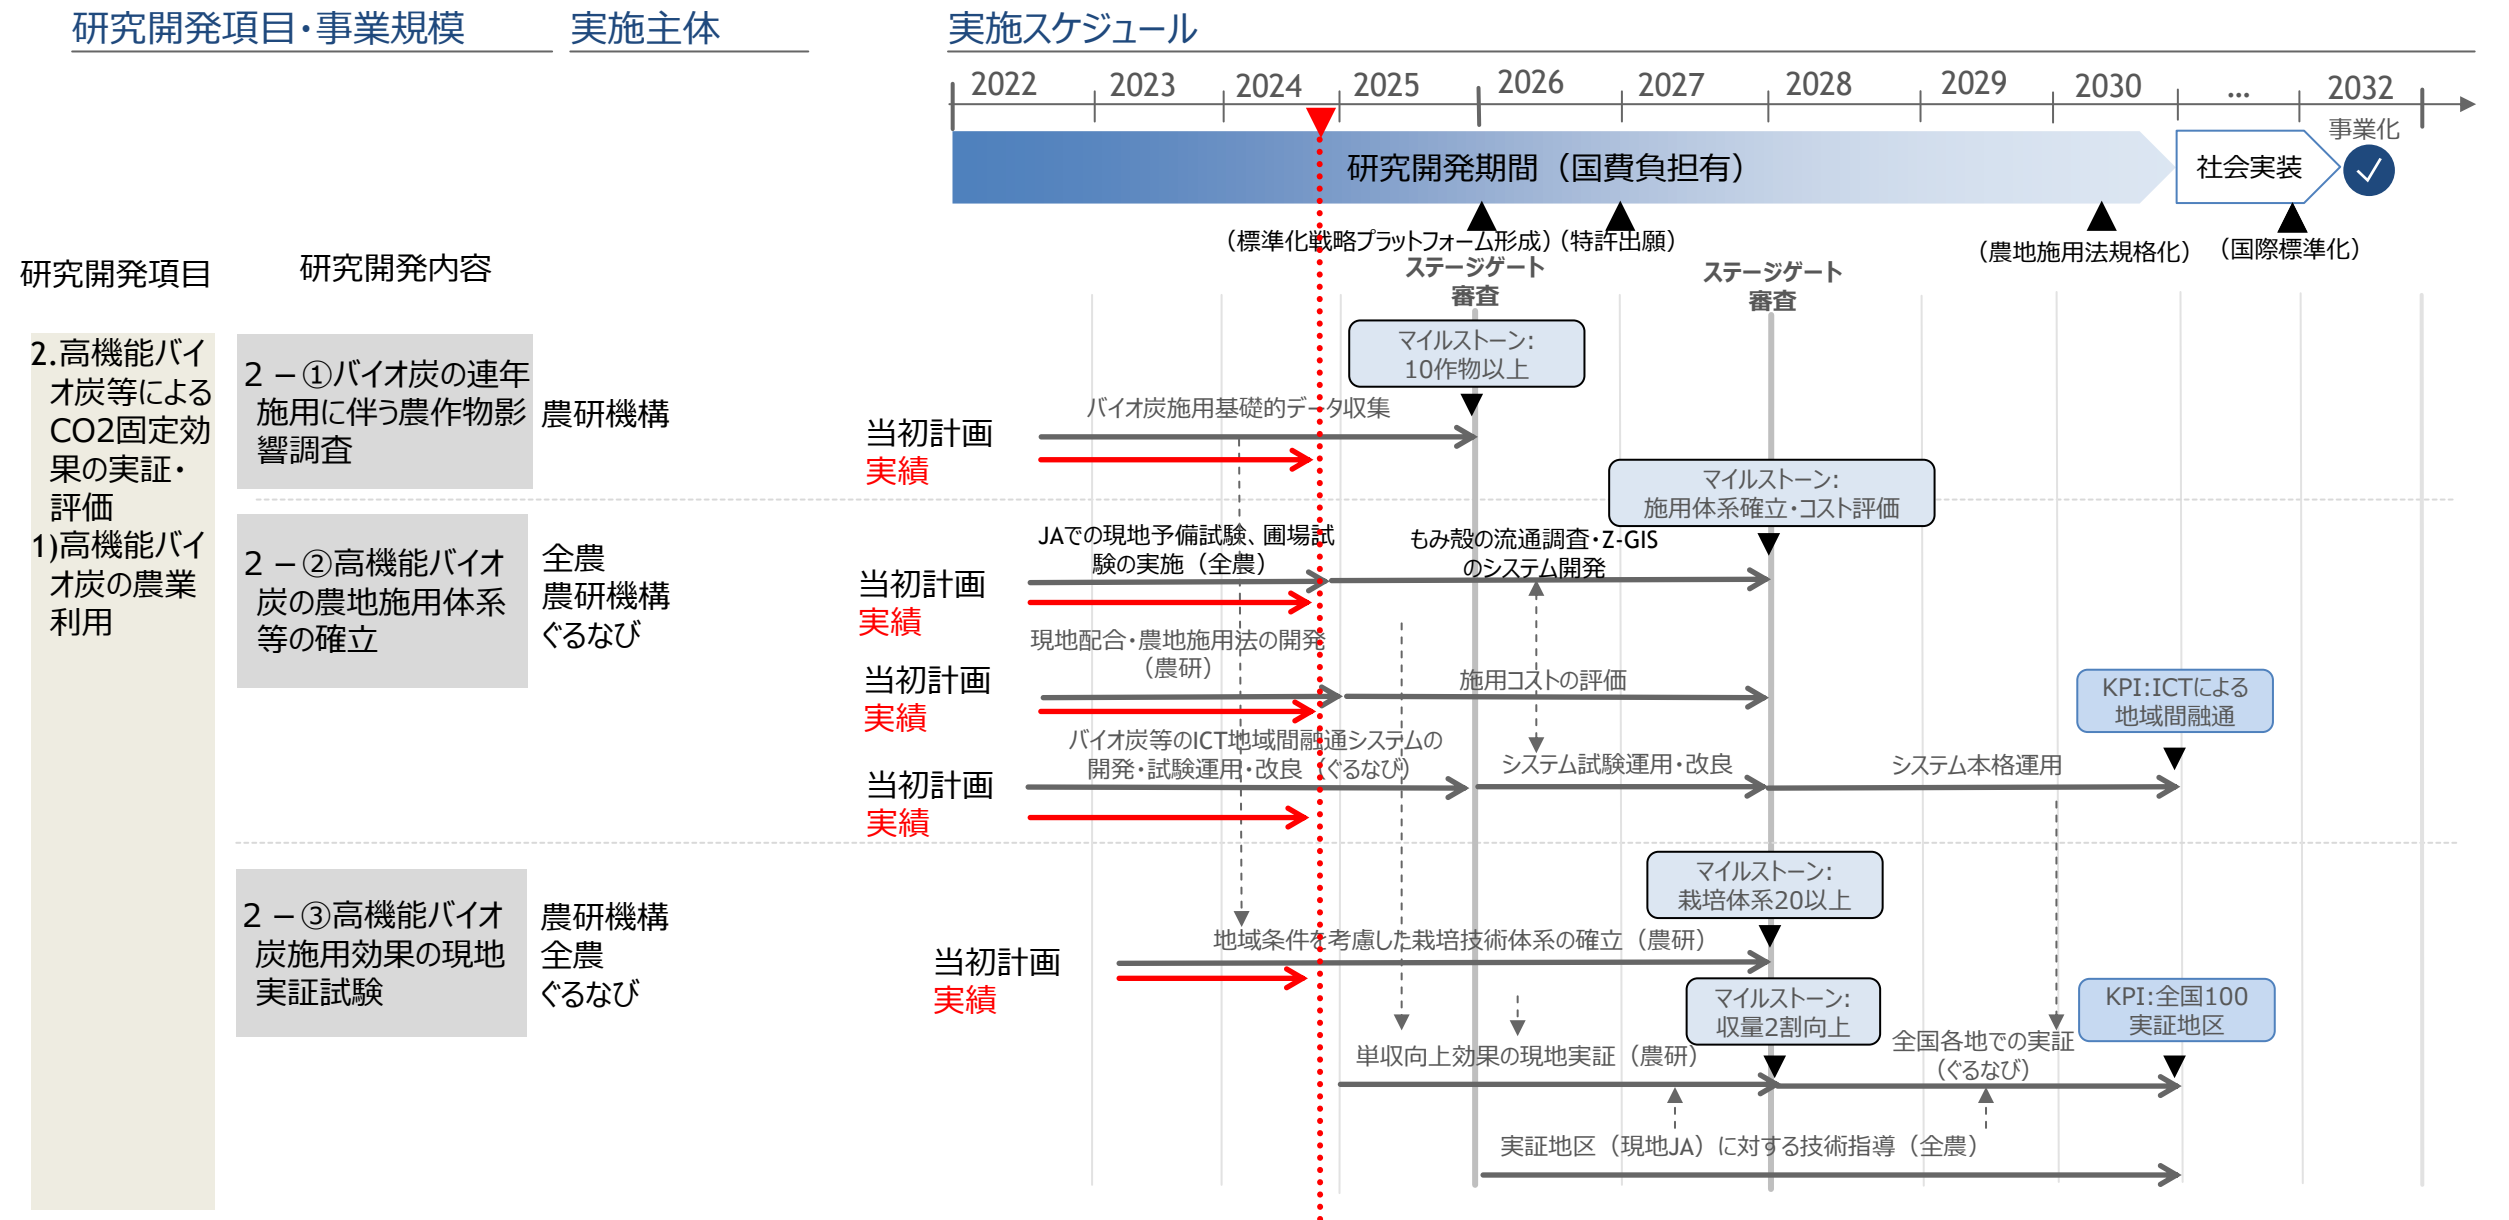 研究開発項目・事業規模
実施主体
実施スケジュール
2022
2023
2024
2025
2026
2027
2028
2029
2030
...
2032
事業化
研究開発期間（国費負担有）
社会実装
（標準化戦略プラットフォーム形成）
（特許出願）
（農地施用法規格化）
（国際標準化）
研究開発項目
研究開発内容
ステージゲート
審査
ステージゲート
審査
2.高機能バイ
オ炭等による
CO2固定効
果の実証・
評価
1)高機能バイ
オ炭の農業
利用
2－①バイオ炭の連年
施用に伴う農作物影
響調査
農研機構
当初計画
実績
バイオ炭施用基礎的データ収集
マイルストーン:
10作物以上
マイルストーン:
施用体系確立・コスト評価
2－②高機能バイオ
炭の農地施用体系
等の確立
全農
農研機構
ぐるなび
当初計画
実績
JAでの現地予備試験、圃場試
験の実施（全農）
もみ殻の流通調査・Z-GIS
のシステム開発
当初計画
実績
現地配合・農地施用法の開発
（農研）
施用コストの評価
KPI:ICTによる
地域間融通
当初計画
実績
バイオ炭等のICT地域間融通システムの
開発・試験運用・改良（ぐるなび）
システム試験運用・改良
システム本格運用
2－③高機能バイオ
炭施用効果の現地
実証試験
農研機構
全農
ぐるなび
マイルストーン:
栽培体系20以上
当初計画
実績
地域条件を考慮した栽培技術体系の確立（農研）
マイルストーン:
収量2割向上
KPI:全国100
実証地区
単収向上効果の現地実証（農研）
全国各地での実証
（ぐるなび）
実証地区（現地JA）に対する技術指導（全農）